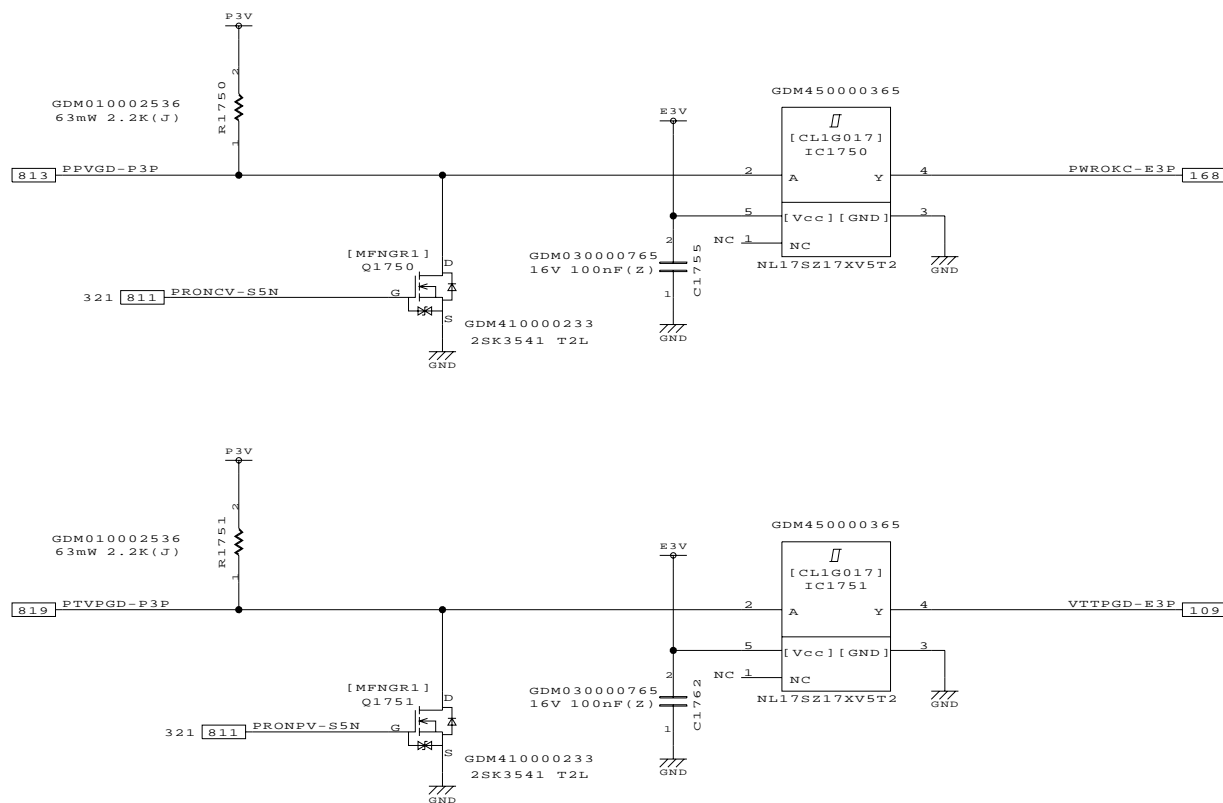 P3V
2
R1750
1
GDM010002536
63mW 2.2K(J)
813 PPVGD-P3P
[MFNGR1]
Q1750
D
G
S
321 811 PRONCV-S5N
GDM410000233
2SK3541 T2L
GND
E3V
2
GDM030000765
16V 100nF(Z)
C1755
1
GND
GDM450000365
[CL1G017]
IC1750
2 A Y 4
PWROKC-E3P 168
5 [Vcc][GND] 3
NC 1 NC
NL17SZ17XV5T2
GND
P3V
2
R1751
1
GDM010002536
63mW 2.2K(J)
819 PTVPGD-P3P
[MFNGR1]
Q1751
D
G
S
321 811 PRONPV-S5N
GDM410000233
2SK3541 T2L
GND
E3V
2
GDM030000765
16V 100nF(Z)
C1762
1
GND
GDM450000365
[CL1G017]
IC1751
2 A Y 4
VTTPGD-E3P 109
5 [Vcc][GND] 3
NC 1 NC
NL17SZ17XV5T2
GND